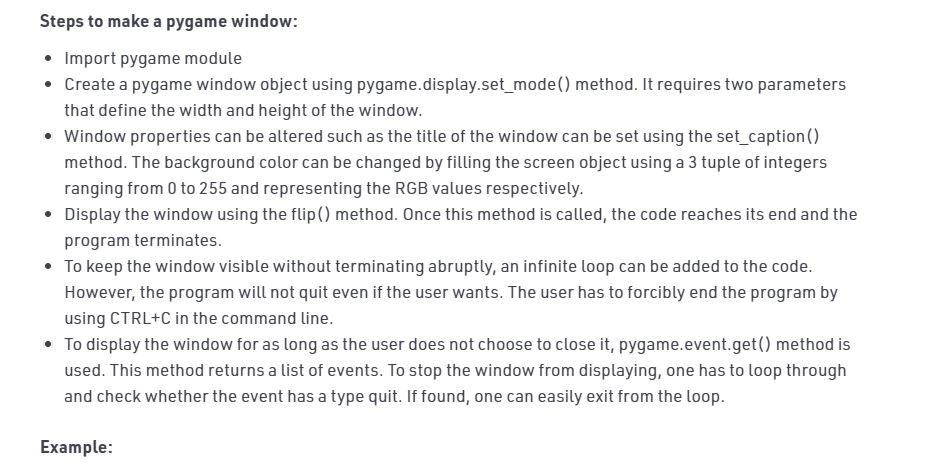 Steps to make a pygame window:
• Import pygame module
• Create a pygame window object using pygame.display.set_mode() method. It requires two parameters
that define the width and height of the window.
• Window properties can be altered such as the title of the window can be set using the set_caption()
method. The background color can be changed by filling the screen object using a 3 tuple of integers
ranging from 0 to 255 and representing the RGB values respectively.
• Display the window using the flip() method. Once this method is called, the code reaches its end and the
program terminates.
• To keep the window visible without terminating abruptly, an infinite loop can be added to the code.
However, the program will not quit even if the user wants. The user has to forcibly end the program by
using CTRL+C in the command line.
• To display the window for as long as the user does not choose to close it, pygame.event.get() method is
used. This method returns a list of events. To stop the window from displaying, one has to loop through
and check whether the event has a type quit. If found, one can easily exit from the loop.
Example: